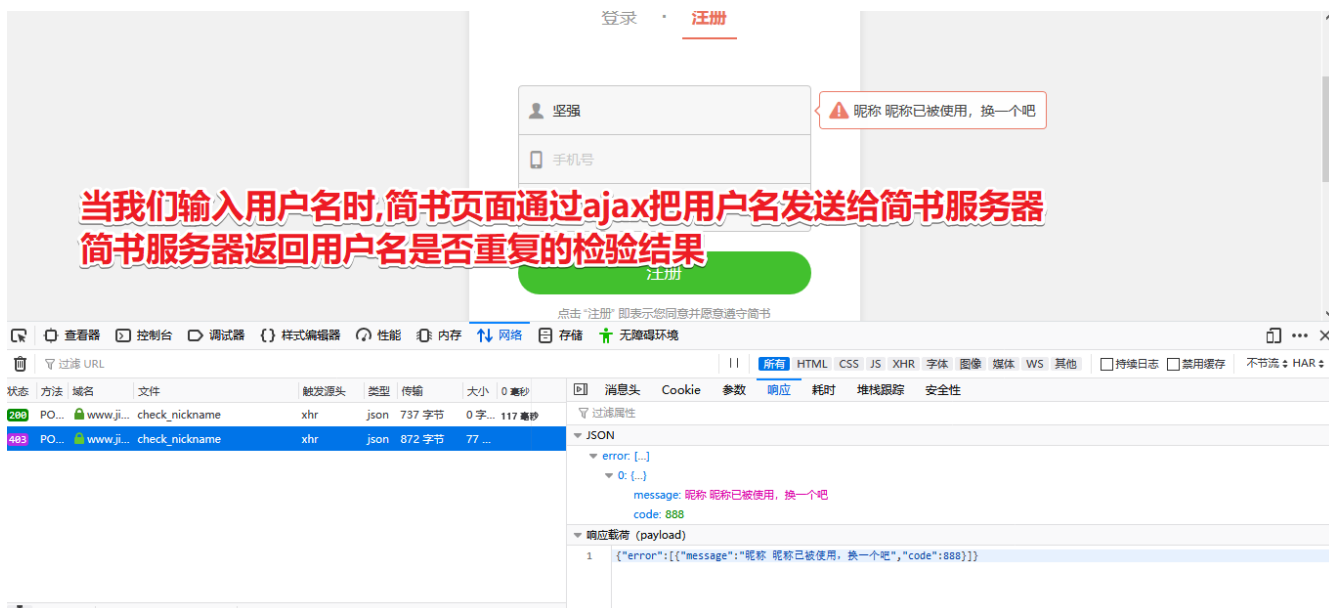 登录 · 注册
坚强
昵称 昵称已被使用，换一个吧
手机号
当我们输入用户名时,简书页面通过ajax把用户名发送给简书服务器
简书服务器返回用户名是否重复的检验结果
注册
点击 “注册” 即表示您同意并愿意遵守简书
查看器 控制台 调试器 {} 样式编辑器 性能 内存 网络 存储 无障碍环境
过滤 URL
所有 HTML CSS JS XHR 字体 图像 媒体 WS 其他 持续日志 禁用缓存 不节流 HAR
状态 方法 域名 文件 触发源头 类型 传输 大小 0 毫秒
消息头 Cookie 参数 响应 耗时 堆栈跟踪 安全性
200 PO... www.ji... check_nickname xhr json 737 字节 0 字... 117 毫秒
过滤属性
403 PO... www.ji... check_nickname xhr json 872 字节 77 ...
JSON
error: [...]
0: {...}
message: 昵称 昵称已被使用，换一个吧
code: 888
响应载荷 (payload)
1 {"error":[{"message":"昵称 昵称已被使用，换一个吧","code":888}]}